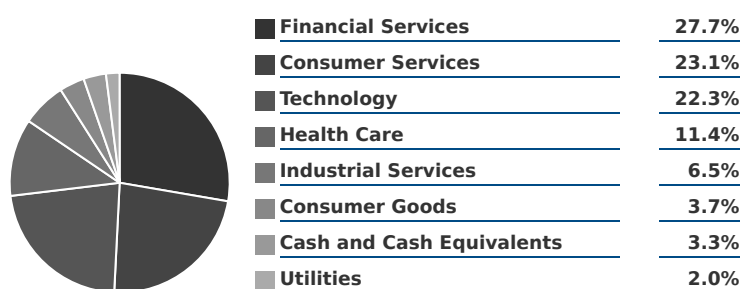 Financial Services 27.7%
Consumer Services 23.1%
Technology 22.3%
Health Care 11.4%
Industrial Services 6.5%
Consumer Goods 3.7%
Cash and Cash Equivalents 3.3%
Utilities 2.0%